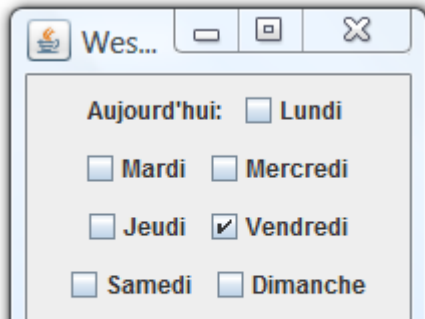 Wes...
Aujourd'hui: Lundi
Mardi Mercredi
Jeudi Vendredi
Samedi Dimanche